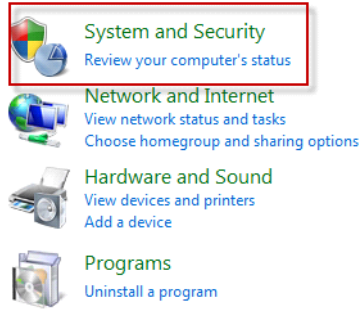 System and Security
Review your computer's status
Network and Internet
View network status and tasks
Choose homegroup and sharing options
Hardware and Sound
View devices and printers
Add a device
Programs
Uninstall a program